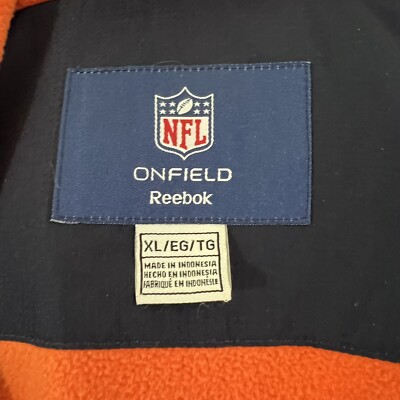 NFL
ONFIELD
Reebok
XL/EG/TG
MADE IN INDONESIA
HECHO EN INDONESIA
FABRIQUÉ EN INDONESIE